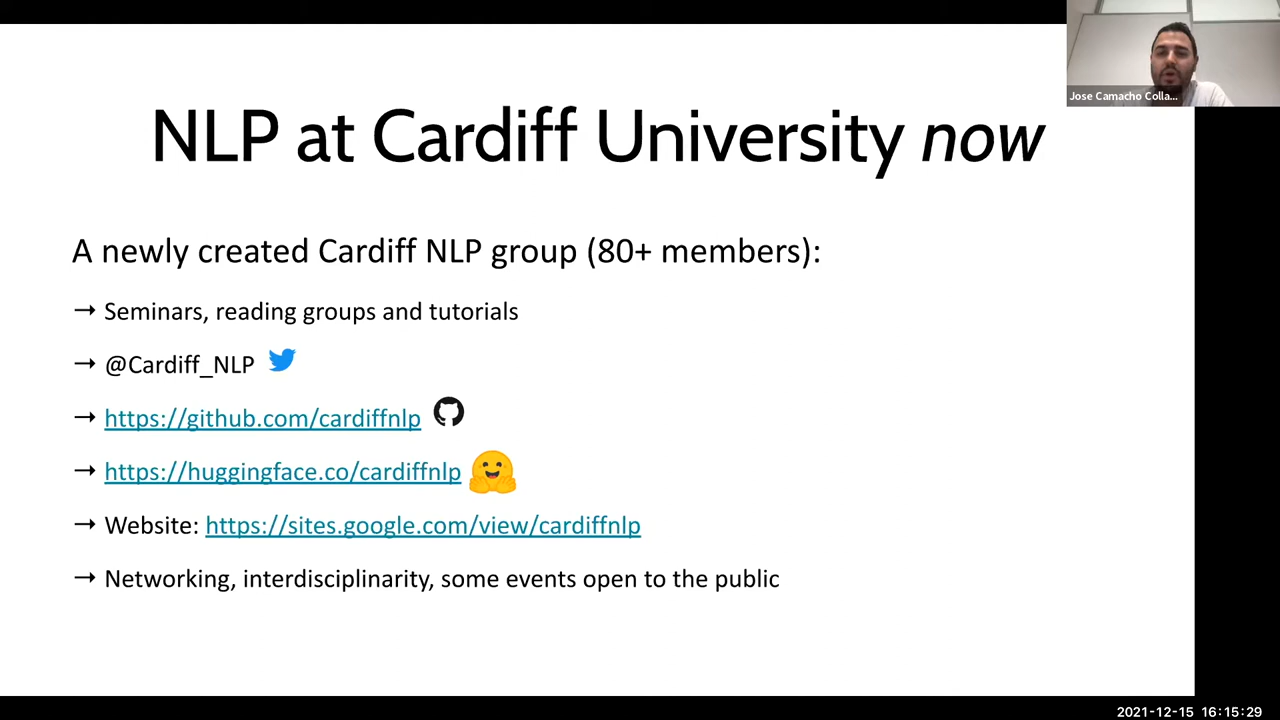 NLP at Cardiff University now
Jose Camacho Colla...
A newly created Cardiff NLP group (80+ members):
→ Seminars, reading groups and tutorials
→ @Cardiff_NLP
→ https://github.com/cardiffnlp
→ https://huggingface.co/cardiffnlp
→ Website: https://sites.google.com/view/cardiffnlp
→ Networking, interdisciplinarity, some events open to the public
2021-12-15 16:15:29